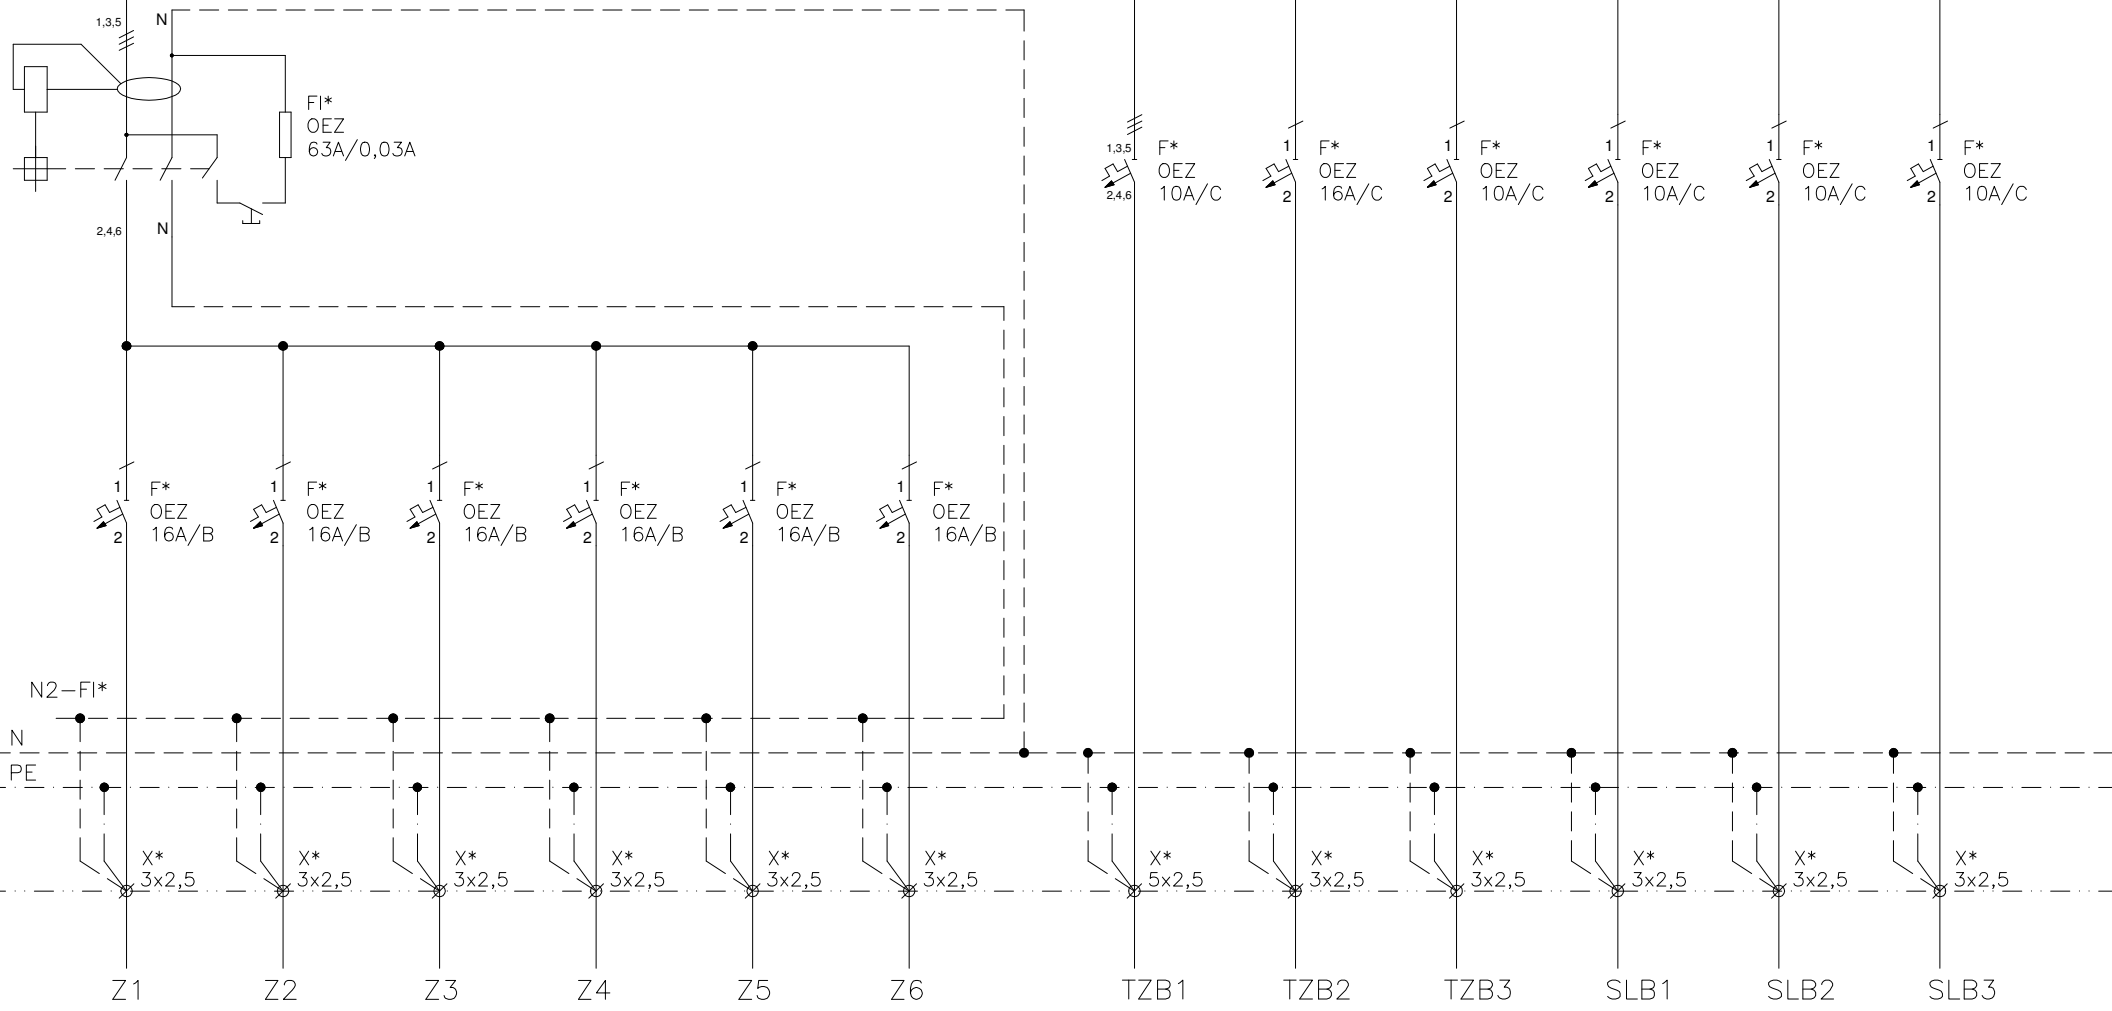 1,3,5
N
FI*
OEZ
63A/0,03A
2,4,6
N
1,3,5
2,4,6
F*
OEZ
10A/C
1
2
F*
OEZ
16A/C
1
2
F*
OEZ
10A/C
1
2
F*
OEZ
10A/C
1
2
F*
OEZ
10A/C
1
2
F*
OEZ
10A/C
1
2
F*
OEZ
16A/B
1
2
F*
OEZ
16A/B
1
2
F*
OEZ
16A/B
1
2
F*
OEZ
16A/B
1
2
F*
OEZ
16A/B
1
2
F*
OEZ
16A/B
N2-FI*
N
PE
X*
3x2,5
X*
3x2,5
X*
3x2,5
X*
3x2,5
X*
3x2,5
X*
3x2,5
X*
5x2,5
X*
3x2,5
X*
3x2,5
X*
3x2,5
X*
3x2,5
X*
3x2,5
Z1
Z2
Z3
Z4
Z5
Z6
TZB1
TZB2
TZB3
SLB1
SLB2
SLB3